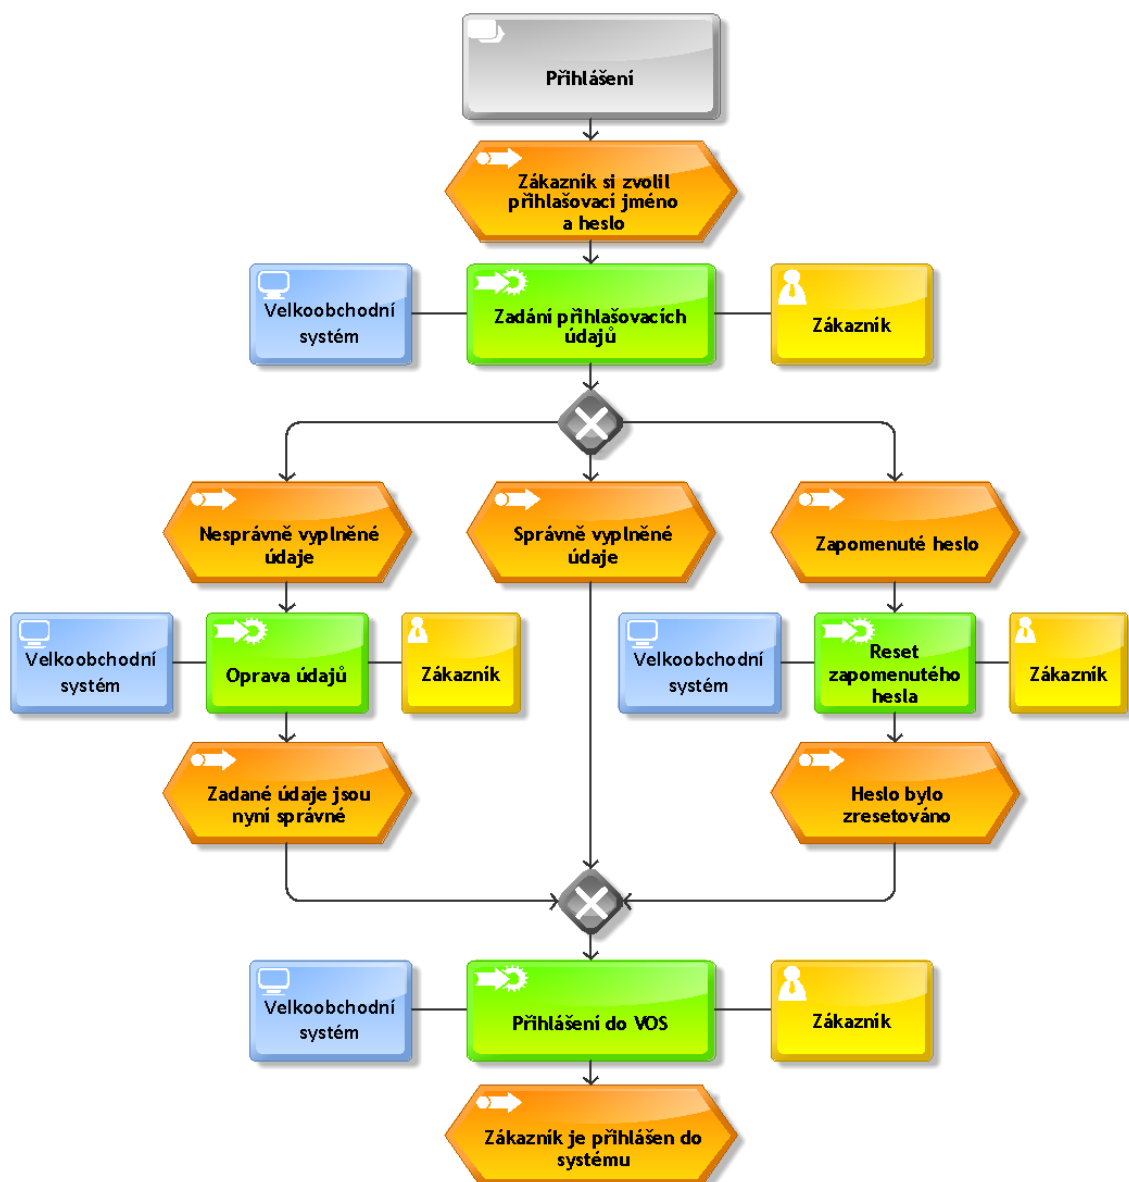 Přihlášení
Zákazník si zvolil
přihlašovací jméno
a heslo
Velkoobchodní
systém
Zadání přihlašovacích
údajů
Zákazník
Nesprávně vyplněné
údaje
Správně vyplněné
údaje
Zapomenuté heslo
Velkoobchodní
systém
Oprava údajů
Zákazník
Velkoobchodní
systém
Reset
zapomenutého
hesla
Zákazník
Zadané údaje jsou
nyní správné
Heslo bylo
zresetováno
Velkoobchodní
systém
Přihlášení do VOS
Zákazník
Zákazník je přihlášen do
systému